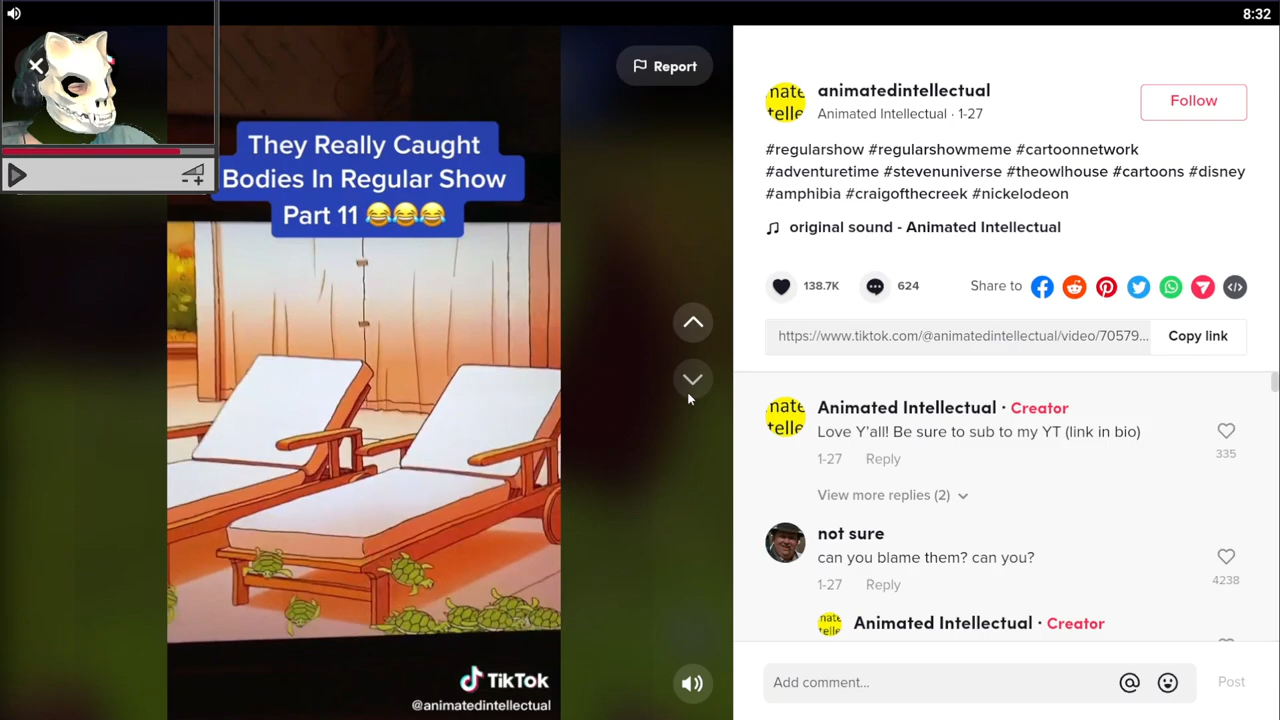 8:32
Report
They Really Caught
Bodies In Regular Show
Part 11 😂😂😂
TikTok
@animatedintellectual
animatedintellectual
Animated Intellectual · 1-27
Follow
#regularshow #regularshowmeme #cartoonnetwork
#adventuretime #stevenuniverse #theowlhouse #cartoons #disney
#amphibia #craigofthecreek #nickelodeon
original sound - Animated Intellectual
138.7K
624
Share to
https://www.tiktok.com/@animatedintellectual/video/70579...
Copy link
Animated Intellectual · Creator
Love Y'all! Be sure to sub to my YT (link in bio)
335
1-27 Reply
View more replies (2)
not sure
can you blame them? can you?
4238
1-27 Reply
Animated Intellectual · Creator
Add comment...
Post